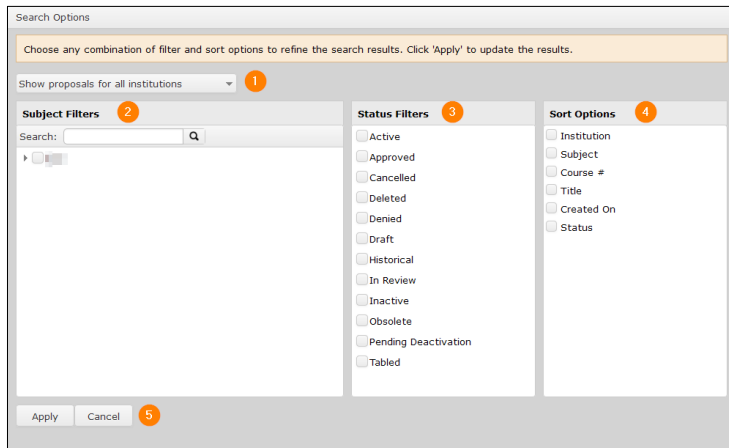 Search Options
Choose any combination of filter and sort options to refine the search results. Click 'Apply' to update the results.
Show proposals for all institutions
1
Subject Filters
2
Search:
Status Filters
3
Active
Approved
Cancelled
Deleted
Denied
Draft
Historical
In Review
Inactive
Obsolete
Pending Deactivation
Tabled
Sort Options
4
Institution
Subject
Course #
Title
Created On
Status
Apply
Cancel
5